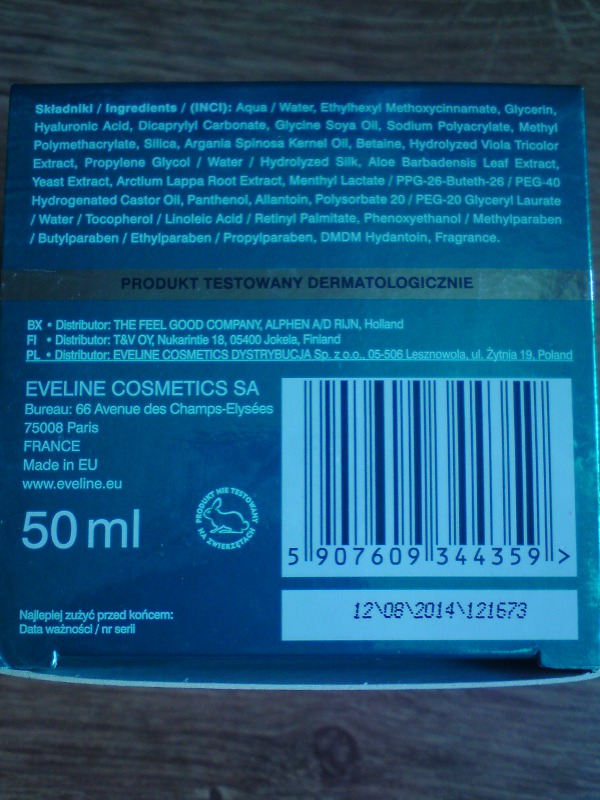 Składniki / Ingredients / (INCI): Aqua / Water, Ethylhexyl Methoxycinnamate, Glycerin,
Hyaluronic Acid, Dicaprylyl Carbonate, Glycine Soya Oil, Sodium Polyacrylate, Methyl
Polymethacrylate, Silica, Argania Spinosa Kernel Oil, Betaine, Hydrolyzed Viola Tricolor
Extract, Propylene Glycol / Water / Hydrolyzed Silk, Aloe Barbadensis Leaf Extract,
Yeast Extract, Arctium Lappa Root Extract, Menthyl Lactate / PPG-26-Buteth-26 / PEG-40
Hydrogenated Castor Oil, Panthenol, Allantoin, Polysorbate 20 / PEG-20 Glyceryl Laurate
/ Water / Tocopherol / Linoleic Acid / Retinyl Palmitate, Phenoxyethanol / Methylparaben
/ Butylparaben / Ethylparaben / Propylparaben, DMDM Hydantoin, Fragrance.
PRODUKT TESTOWANY DERMATOLOGICZNIE
BX • Distributor: THE FEEL GOOD COMPANY, ALPHEN A/D RIJN, Holland
FI • Distributor: T&V OY, Nukarintie 18, 05400 Jokela, Finland
PL • Distributor: EVELINE COSMETICS DYSTRYBUCJA Sp. z o.o., 05-506 Lesznowola, ul. Żytnia 19, Poland
EVELINE COSMETICS SA
Bureau: 66 Avenue des Champs-Elysées
75008 Paris
FRANCE
Made in EU
www.eveline.eu
50 ml
PRODUKT NIE TESTOWANY
NA ZWIERZĘTACH
5 907609 344359 >
12\08\2014\121673
Najlepiej zużyć przed końcem:
Data ważności / nr serii